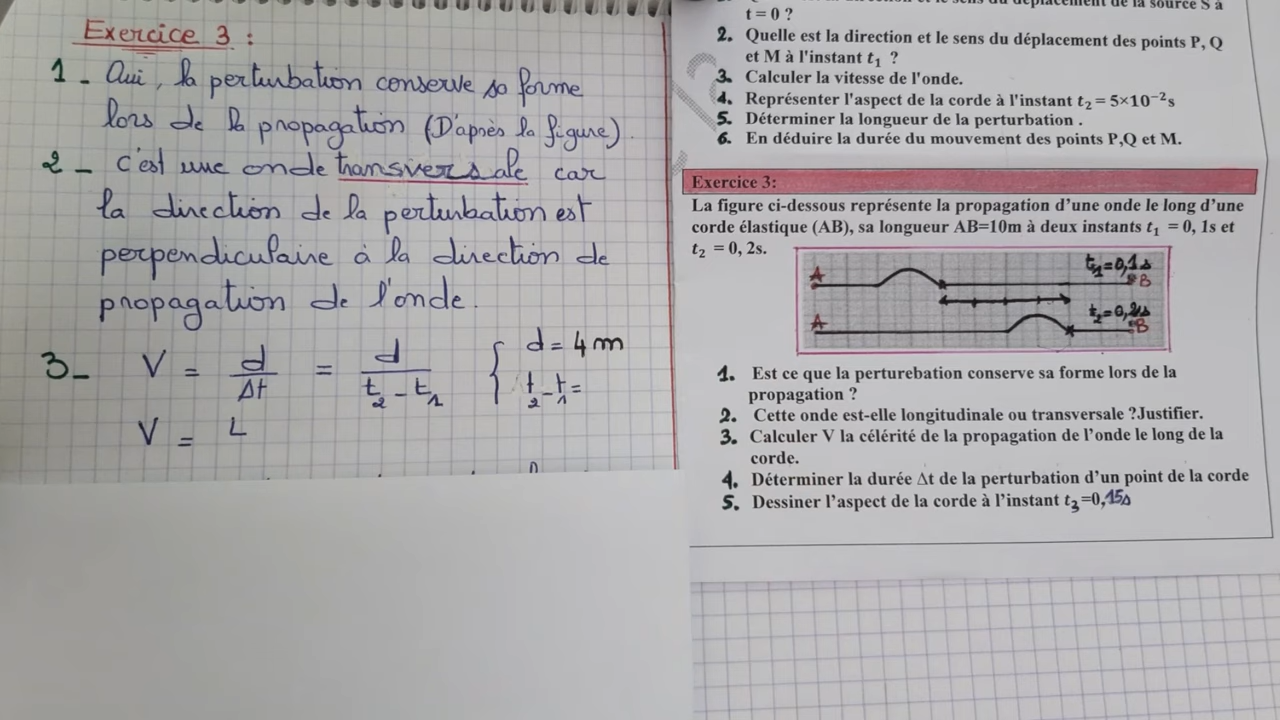 Exercice 3 :
1 - Oui, la perturbation conserve sa forme
lors de la propagation (D'après la figure).
2 - C'est une onde transversale car
la direction de la perturbation est
perpendiculaire à la direction de
propagation de l'onde.
3 - V = d/Δt = d/(t₂ - t₁) { d = 4 m
t₂ - t₁ =
V =
de la source S à
t = 0 ?
2. Quelle est la direction et le sens du déplacement des points P, Q
et M à l'instant t₁ ?
3. Calculer la vitesse de l'onde.
4. Représenter l'aspect de la corde à l'instant t₂ = 5×10⁻²s
5. Déterminer la longueur de la perturbation .
6. En déduire la durée du mouvement des points P,Q et M.
Exercice 3:
La figure ci-dessous représente la propagation d'une onde le long d'une
corde élastique (AB), sa longueur AB=10m à deux instants t₁ = 0, 1s et
t₂ = 0, 2s.
t₁=0,1s
A B
t₂=0,2s
A B
1. Est ce que la perturebation conserve sa forme lors de la
propagation ?
2. Cette onde est-elle longitudinale ou transversale ?Justifier.
3. Calculer V la célérité de la propagation de l'onde le long de la
corde.
4. Déterminer la durée Δt de la perturbation d'un point de la corde
5. Dessiner l'aspect de la corde à l'instant t₃=0,15s